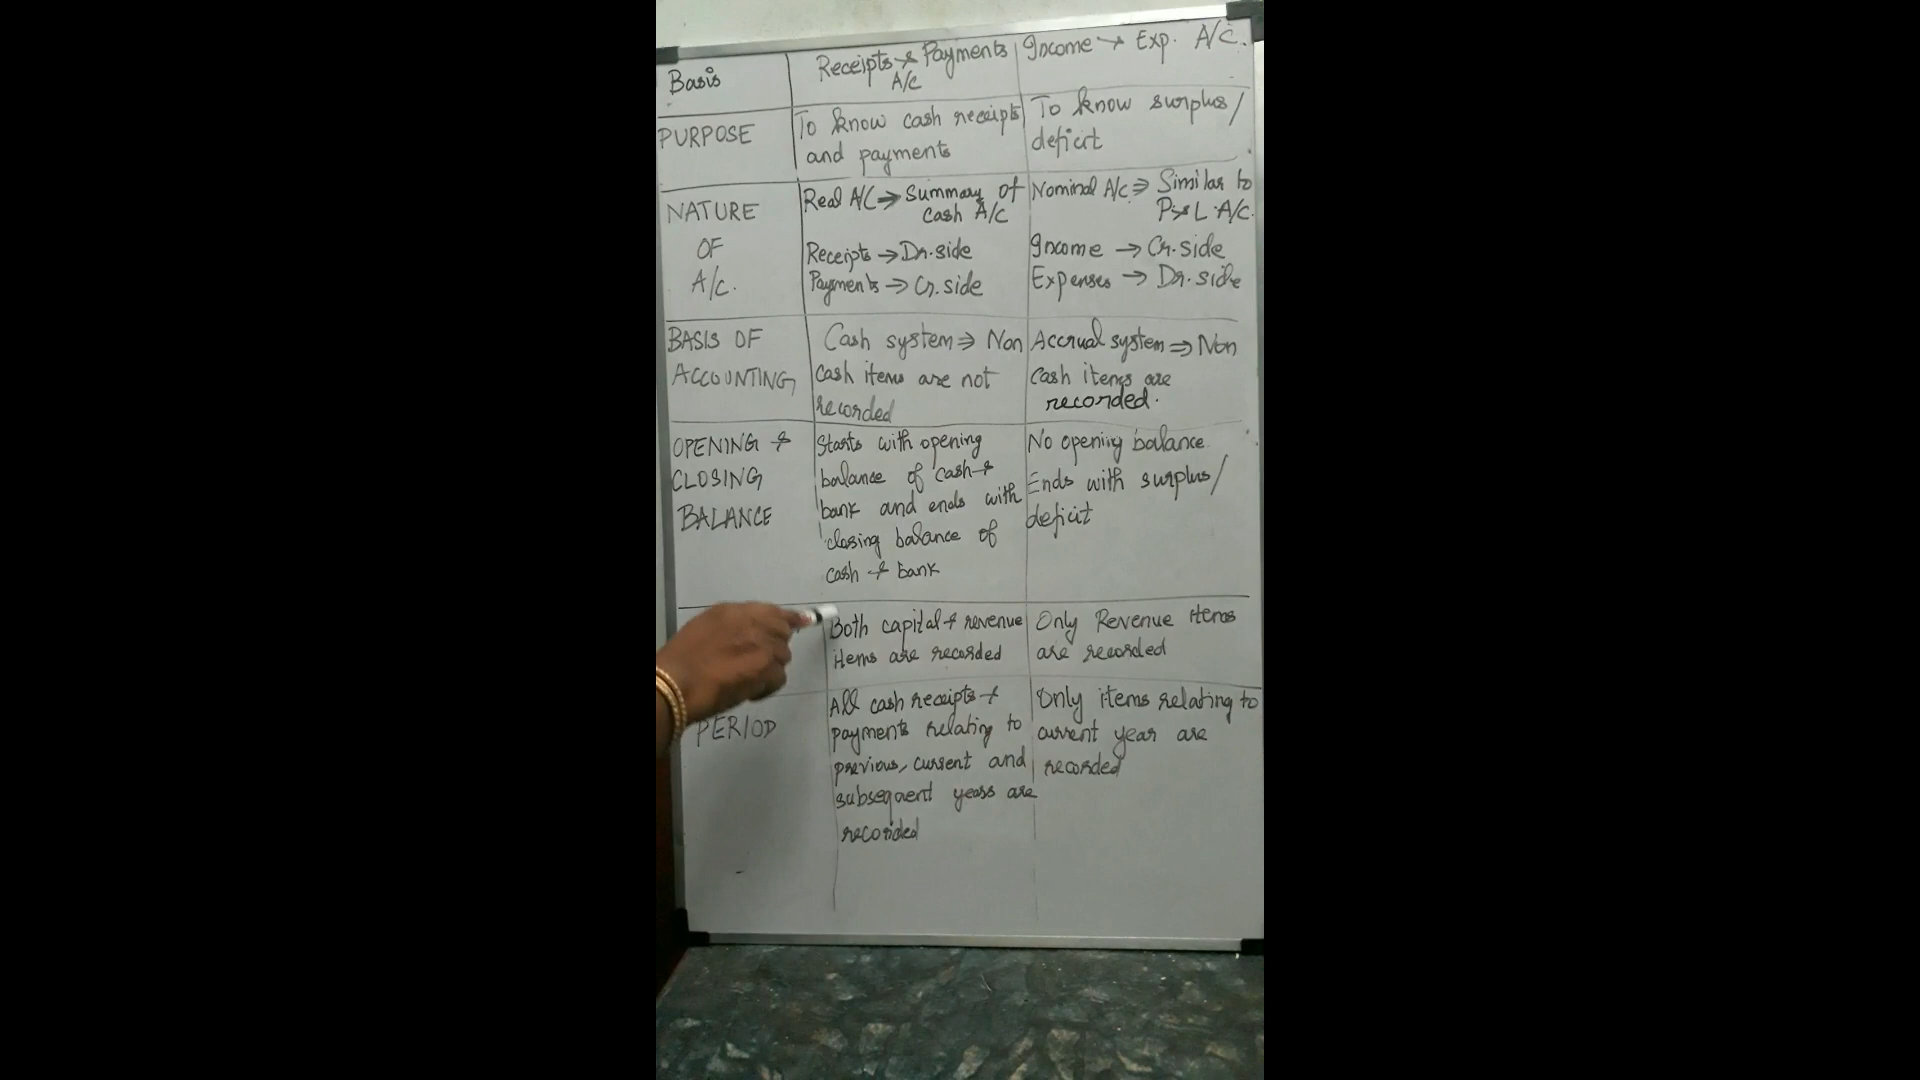 Basis
Receipts & Payments
A/c
Income & Exp. A/c.
PURPOSE
To know cash receipts
and payments
To know surplus/
deficit
NATURE
OF
A/c.
Real A/c ⇒ Summary of
cash A/c
Receipts → Dr. side
Payments → Cr. side
Nominal A/c ⇒ Similar to
P & L A/c.
Income → Cr. side
Expenses → Dr. side
BASIS OF
ACCOUNTING
Cash system ⇒ Non
cash items are not
recorded
Accrual system ⇒ Non
cash items are
recorded.
OPENING &
CLOSING
BALANCE
Starts with opening
balance of cash &
bank and ends with
closing balance of
cash & bank
No opening balance.
Ends with surplus/
deficit
Both capital & revenue
items are recorded
Only Revenue items
are recorded
PERIOD
All cash receipts &
payments relating to
previous, current and
subsequent years are
recorded
Only items relating to
current year are
recorded